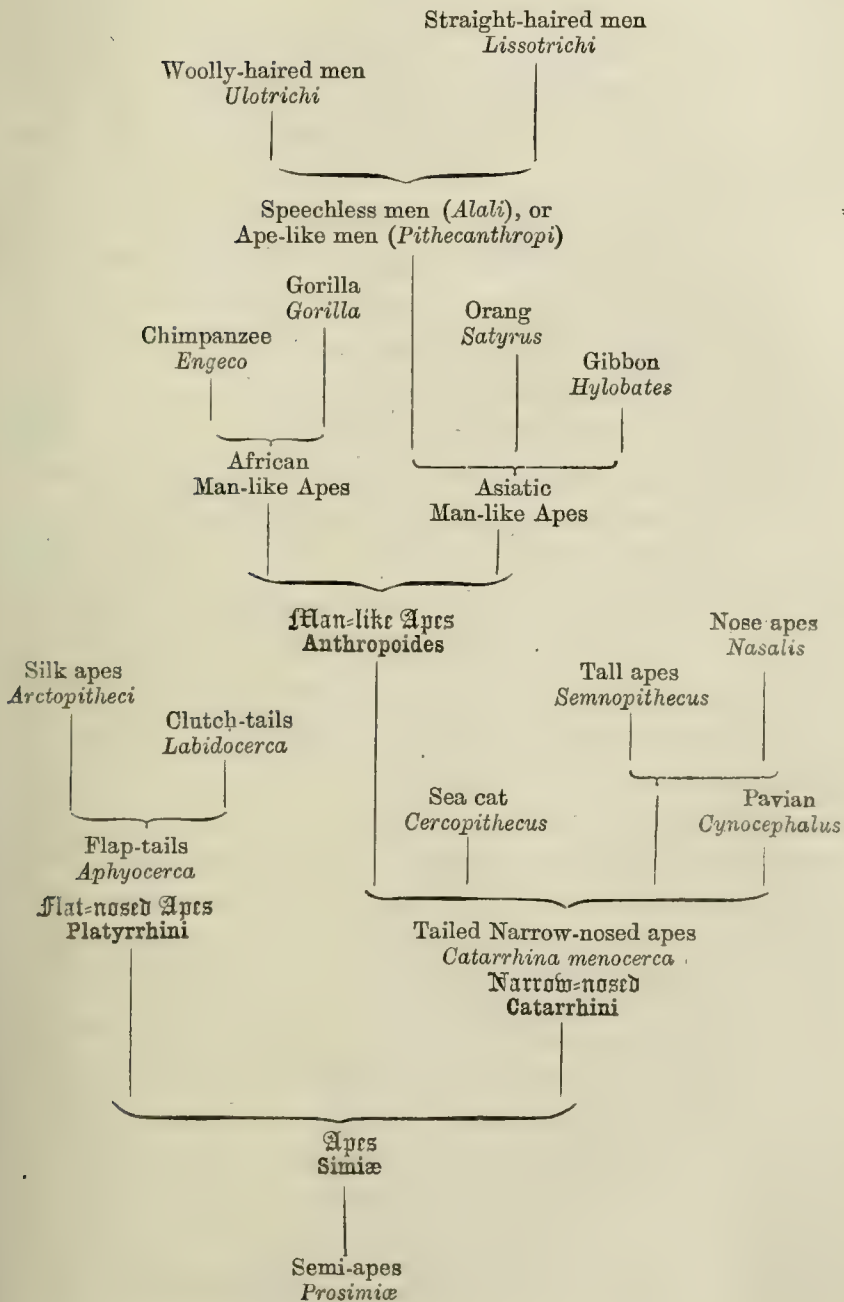 Straight-haired men
Lissotrichi
Woolly-haired men
Ulotrichi
Speechless men (Alali), or
Ape-like men (Pithecanthropi)
Gorilla
Gorilla
Orang
Satyrus
Chimpanzee
Engeco
Gibbon
Hylobates
African
Man-like Apes
Asiatic
Man-like Apes
Man-like Apes
Anthropoides
Nose apes
Nasalis
Silk apes
Arctopitheci
Tall apes
Semnopithecus
Clutch-tails
Labidocerca
Sea cat
Cercopithecus
Pavian
Cynocephalus
Flap-tails
Aphyocerca
Flat-nosed Apes
Platyrrhini
Tailed Narrow-nosed apes
Catarrhina menocerca
Narrow-nosed
Catarrhini
Apes
Simiæ
Semi-apes
Prosimiæ